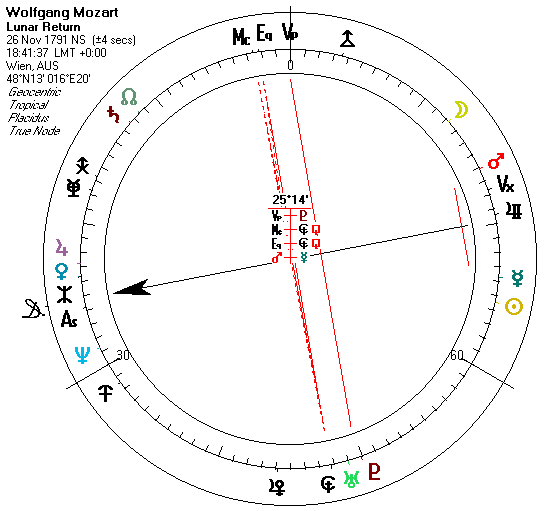 Wolfgang Mozart
Lunar Return
26 Nov 1791 NS (±4 secs)
18:41:37 LMT +0:00
Wien, AUS
48°N13' 016°E20'
Geocentric
Tropical
Placidus
True Node
Mc Eq Vp
0
Vx
25°14'
Vp
Mc
Eq
As
30
60